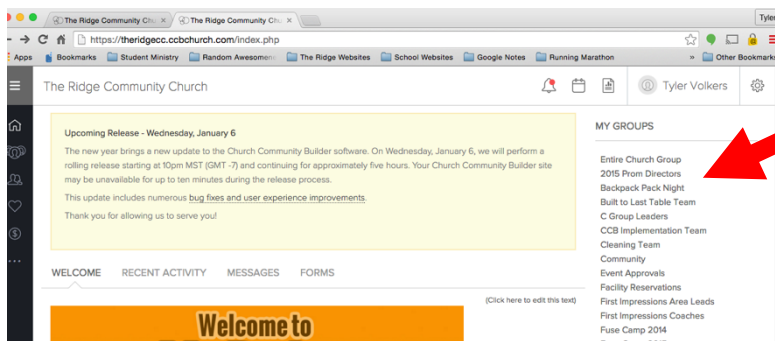 Tyler
The Ridge Community Chu
The Ridge Community Chu
https://theridgecc.ccbchurch.com/index.php
Apps
Bookmarks
Student Ministry
Random Awesomen
The Ridge Websites
School Websites
Google Notes
Running Marathon
»
Other Bookmark
The Ridge Community Church
Tyler Volkers
Upcoming Release - Wednesday, January 6
The new year brings a new update to the Church Community Builder software. On Wednesday, January 6, we will perform a
rolling release starting at 10pm MST (GMT -7) and continuing for approximately five hours. Your Church Community Builder site
may be unavailable for up to ten minutes during the release process.
This update includes numerous bug fixes and user experience improvements.
Thank you for allowing us to serve you!
WELCOME
RECENT ACTIVITY
MESSAGES
FORMS
(Click here to edit this text)
Welcome to
MY GROUPS
Entire Church Group
2015 Prom Directors
Backpack Pack Night
Built to Last Table Team
C Group Leaders
CCB Implementation Team
Cleaning Team
Community
Event Approvals
Facility Reservations
First Impressions Area Leads
First Impressions Coaches
Fuse Camp 2014